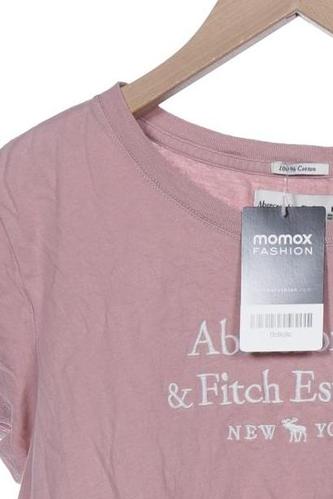 100% Cotton
momox
FASHION
Ab
& Fitch Es
NEW YO